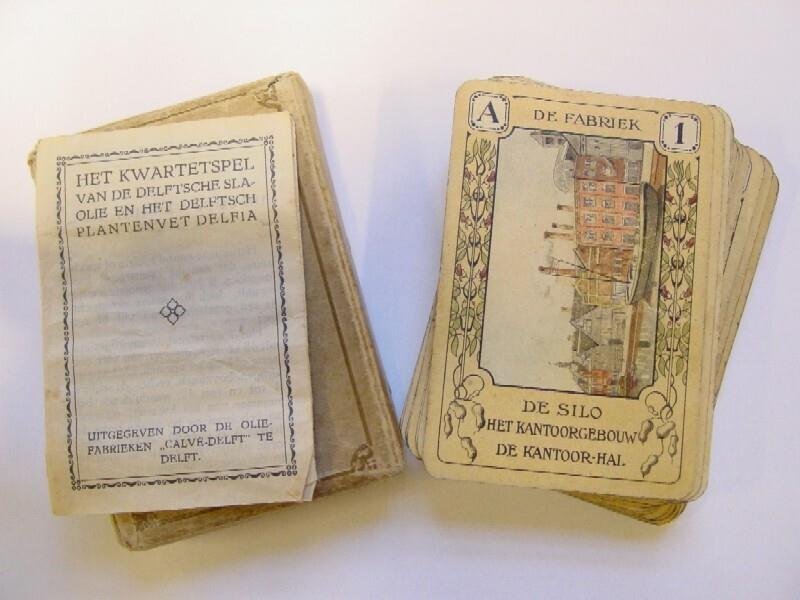 HET KWARTETSPEL
VAN DE DELFTSCHE SLA-
OLIE EN HET DELFTSCH
PLANTENVET DELFIA
UITGEGEVEN DOOR DE OLIE-
FABRIEKEN „CALVÉ-DELFT" TE
DELFT.
A
DE FABRIEK
1
DE SILO
HET KANTOORGEBOUW
DE KANTOOR-HAL